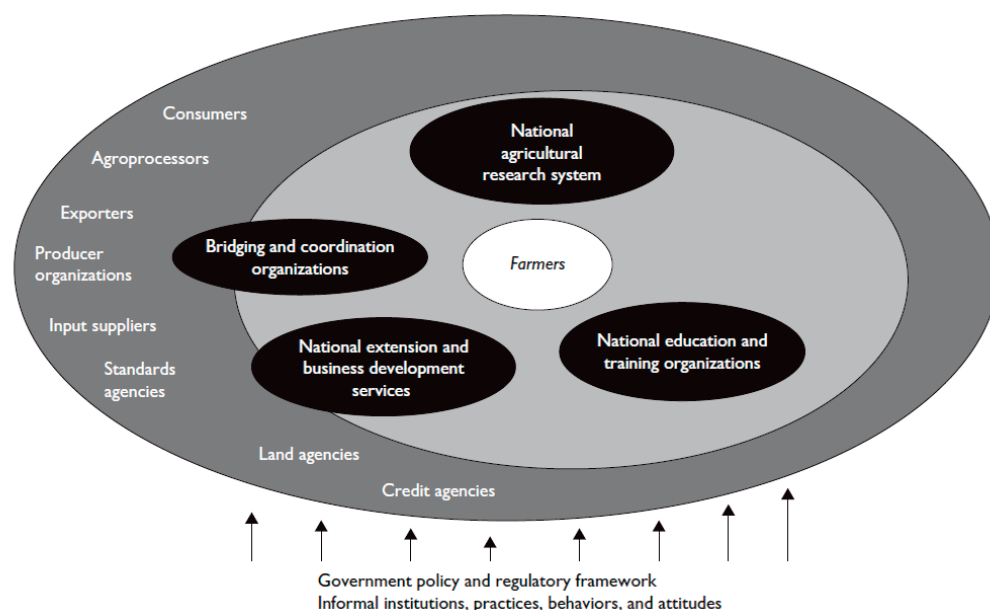 Consumers
National
agricultural
research system
Agroprocessors
Exporters
Bridging and coordination
organizations
Farmers
Producer
organizations
Input suppliers
National extension and
business development
services
National education and
training organizations
Standards
agencies
Land agencies
Credit agencies
Government policy and regulatory framework
Informal institutions, practices, behaviors, and attitudes